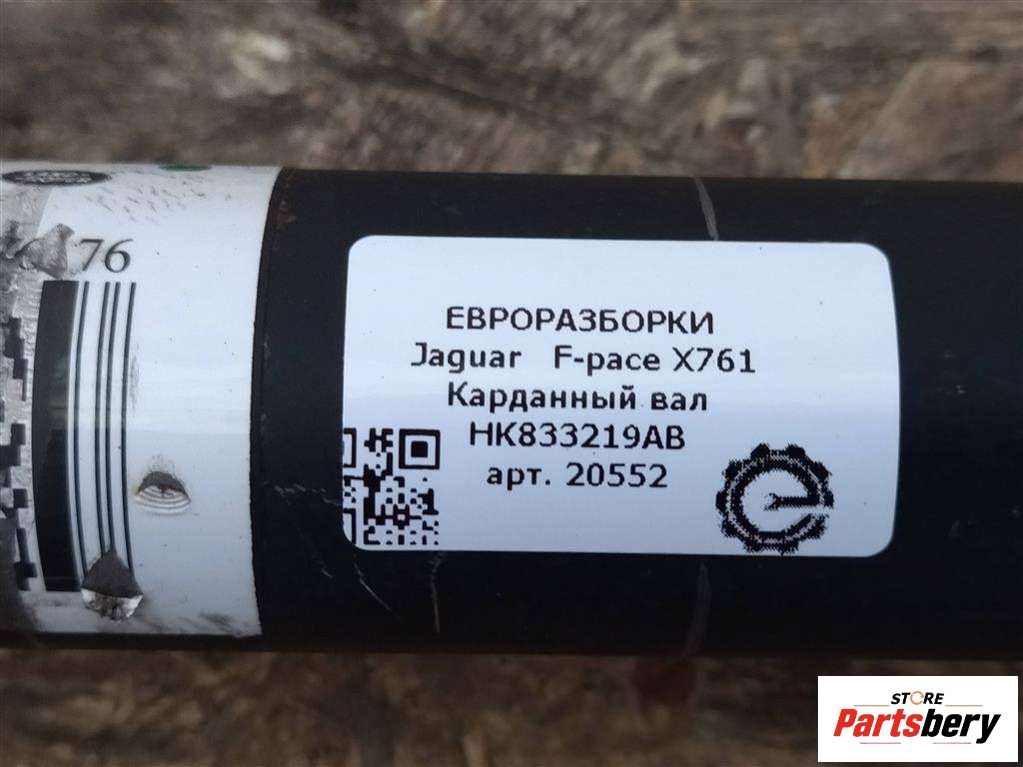 76
ЕВРОРАЗБОРКИ
Jaguar F-pace X761
Карданный вал
HK833219AB
арт. 20552
STORE
Partsbery